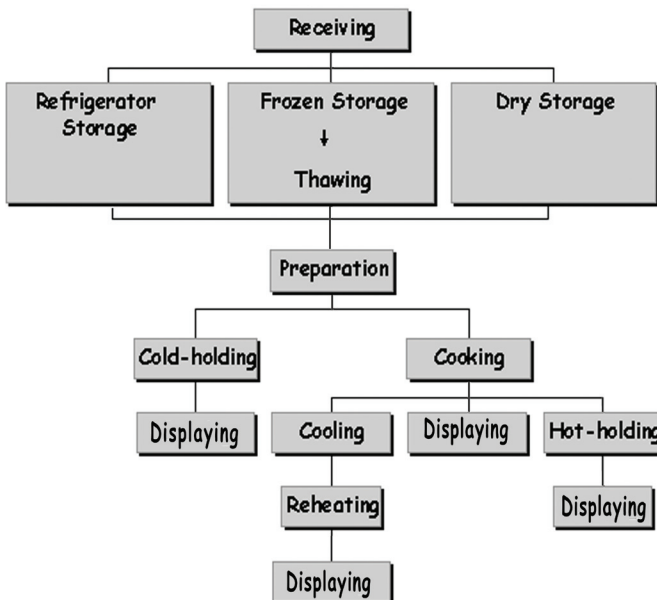 Receiving
Refrigerator
Storage
Frozen Storage
Thawing
Dry Storage
Preparation
Cold-holding
Cooking
Displaying
Cooling
Displaying
Hot-holding
Reheating
Displaying
Displaying